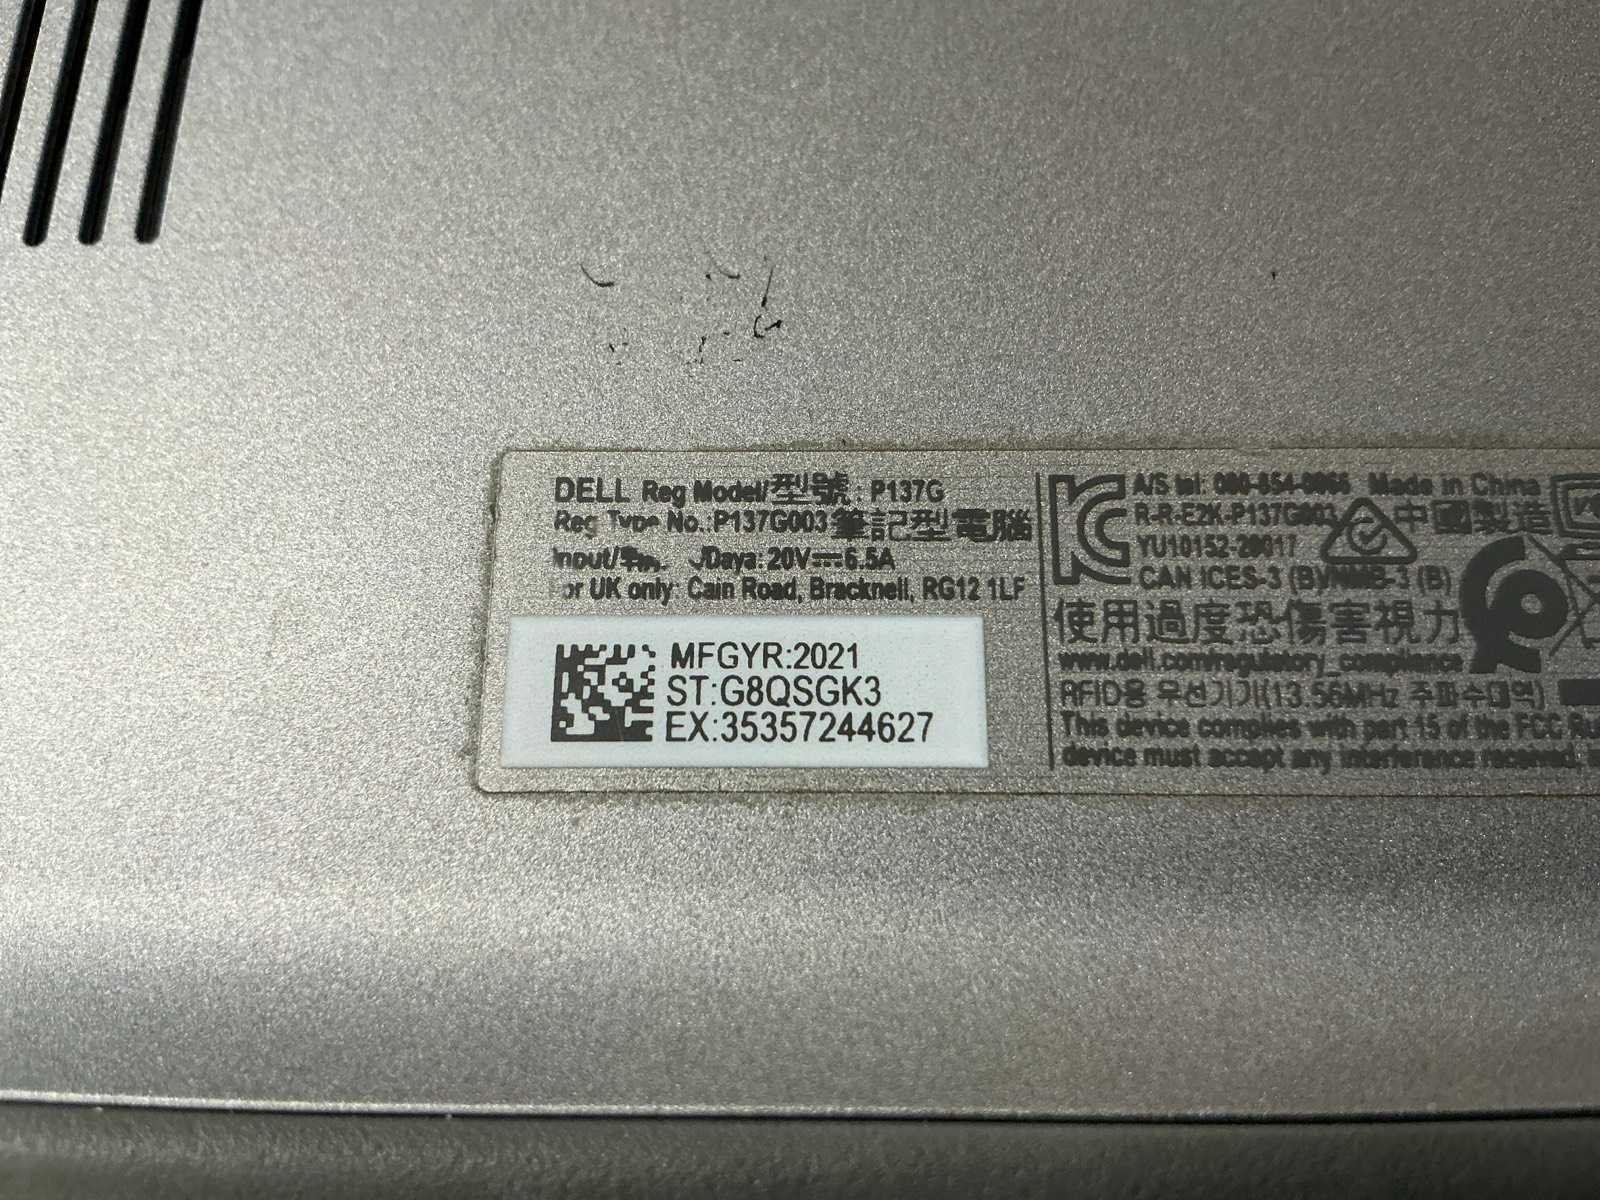 DELL Reg Model/型號: P137G
Reg Type No.:P137G003 筆記型電腦
Input/ 20V⎓6.5A
For UK only: Cain Road, Bracknell, RG12 1LF
MFGYR:2021
ST:G8QSGK3
EX:35357244627
A/S tel: Made in China
R-R-E2K-P137G003 中國製造
CAN ICES-3 (B)/NMB-3 (B)
使用過度恐傷害視力
www.dell.com/regulatory_compliance
RFID용 무선기기(13.56MHz 주파수대역)
This device complies with part 15 of the FCC
device must accept any interference received,